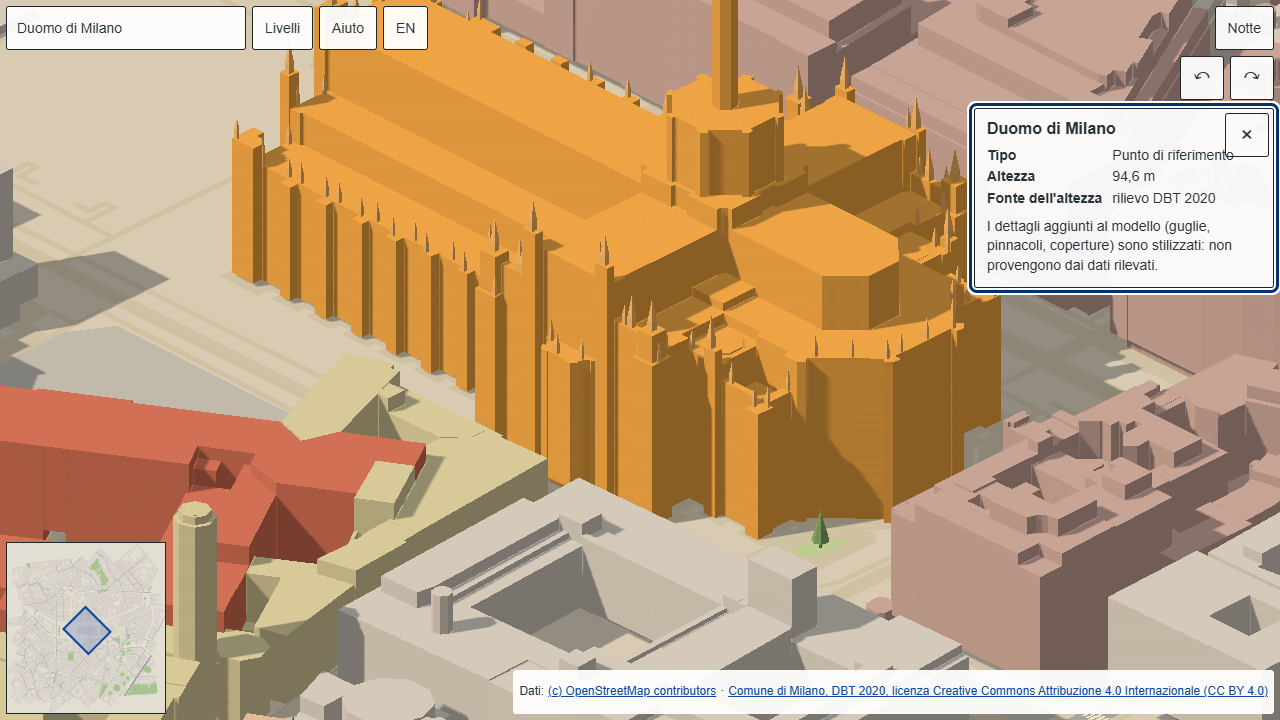 Duomo di Milano
Livelli
Aiuto
EN
Notte
Duomo di Milano
Tipo Punto di riferimento
Altezza 94,6 m
Fonte dell'altezza rilievo DBT 2020
I dettagli aggiunti al modello (guglie,
pinnacoli, coperture) sono stilizzati: non
provengono dai dati rilevati.
Dati: (c) OpenStreetMap contributors · Comune di Milano, DBT 2020, licenza Creative Commons Attribuzione 4.0 Internazionale (CC BY 4.0)